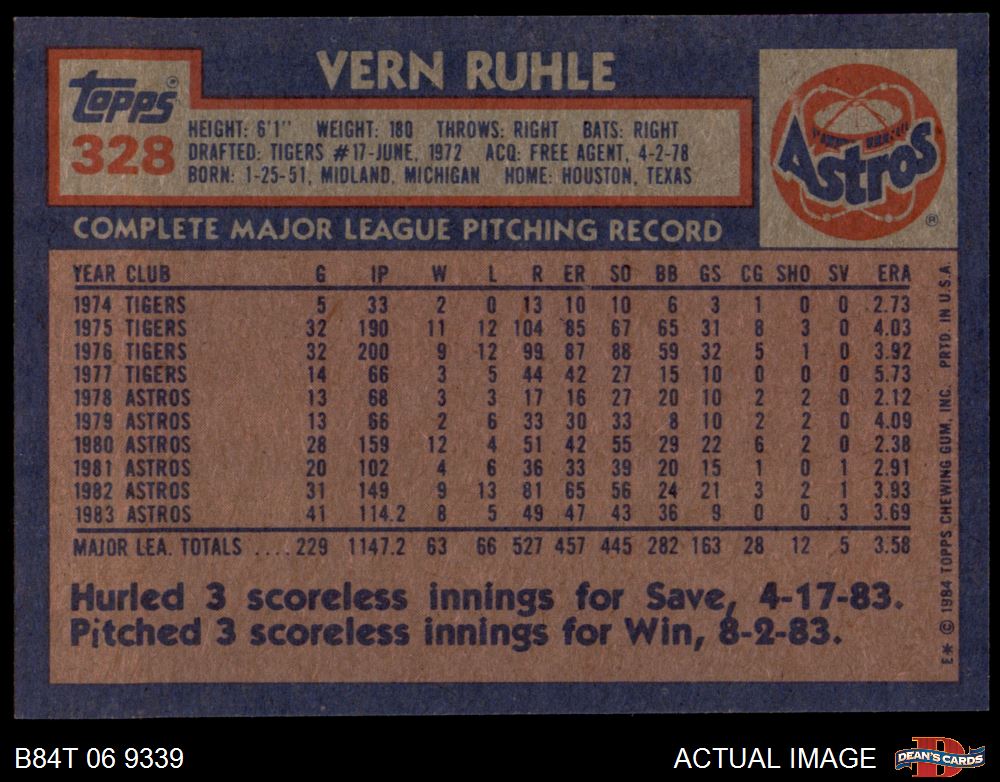 VERN RUHLE
Topps®
328
HEIGHT: 6'1" WEIGHT: 180 THROWS: RIGHT BATS: RIGHT
DRAFTED: TIGERS #17-JUNE, 1972 ACQ: FREE AGENT, 4-2-78
BORN: 1-25-51, MIDLAND, MICHIGAN HOME: HOUSTON, TEXAS
Astros
®
COMPLETE MAJOR LEAGUE PITCHING RECORD
YEAR CLUB G IP W L R ER SO BB GS CG SHO SV ERA
1974 TIGERS 5 33 2 0 13 10 10 6 3 1 0 0 2.73
1975 TIGERS 32 190 11 12 104 85 67 65 31 8 3 0 4.03
1976 TIGERS 32 200 9 12 99 87 88 59 32 5 1 0 3.92
1977 TIGERS 14 66 3 5 44 42 27 15 10 0 0 0 5.73
1978 ASTROS 13 68 3 3 17 16 27 20 10 2 2 0 2.12
1979 ASTROS 13 66 2 6 33 30 33 8 10 2 2 0 4.09
1980 ASTROS 28 159 12 4 51 42 55 29 22 6 2 0 2.38
1981 ASTROS 20 102 4 6 36 33 39 20 15 1 0 1 2.91
1982 ASTROS 31 149 9 13 81 65 56 24 21 3 2 1 3.93
1983 ASTROS 41 114.2 8 5 49 47 43 36 9 0 0 3 3.69
MAJOR LEA. TOTALS ....229 1147.2 63 66 527 457 445 282 163 28 12 5 3.58
Hurled 3 scoreless innings for Save, 4-17-83.
Pitched 3 scoreless innings for Win, 8-2-83.
E* © 1984 TOPPS CHEWING GUM, INC. PRTD. IN U.S.A.
B84T 06 9339
ACTUAL IMAGE
D
DEAN'S CARDS